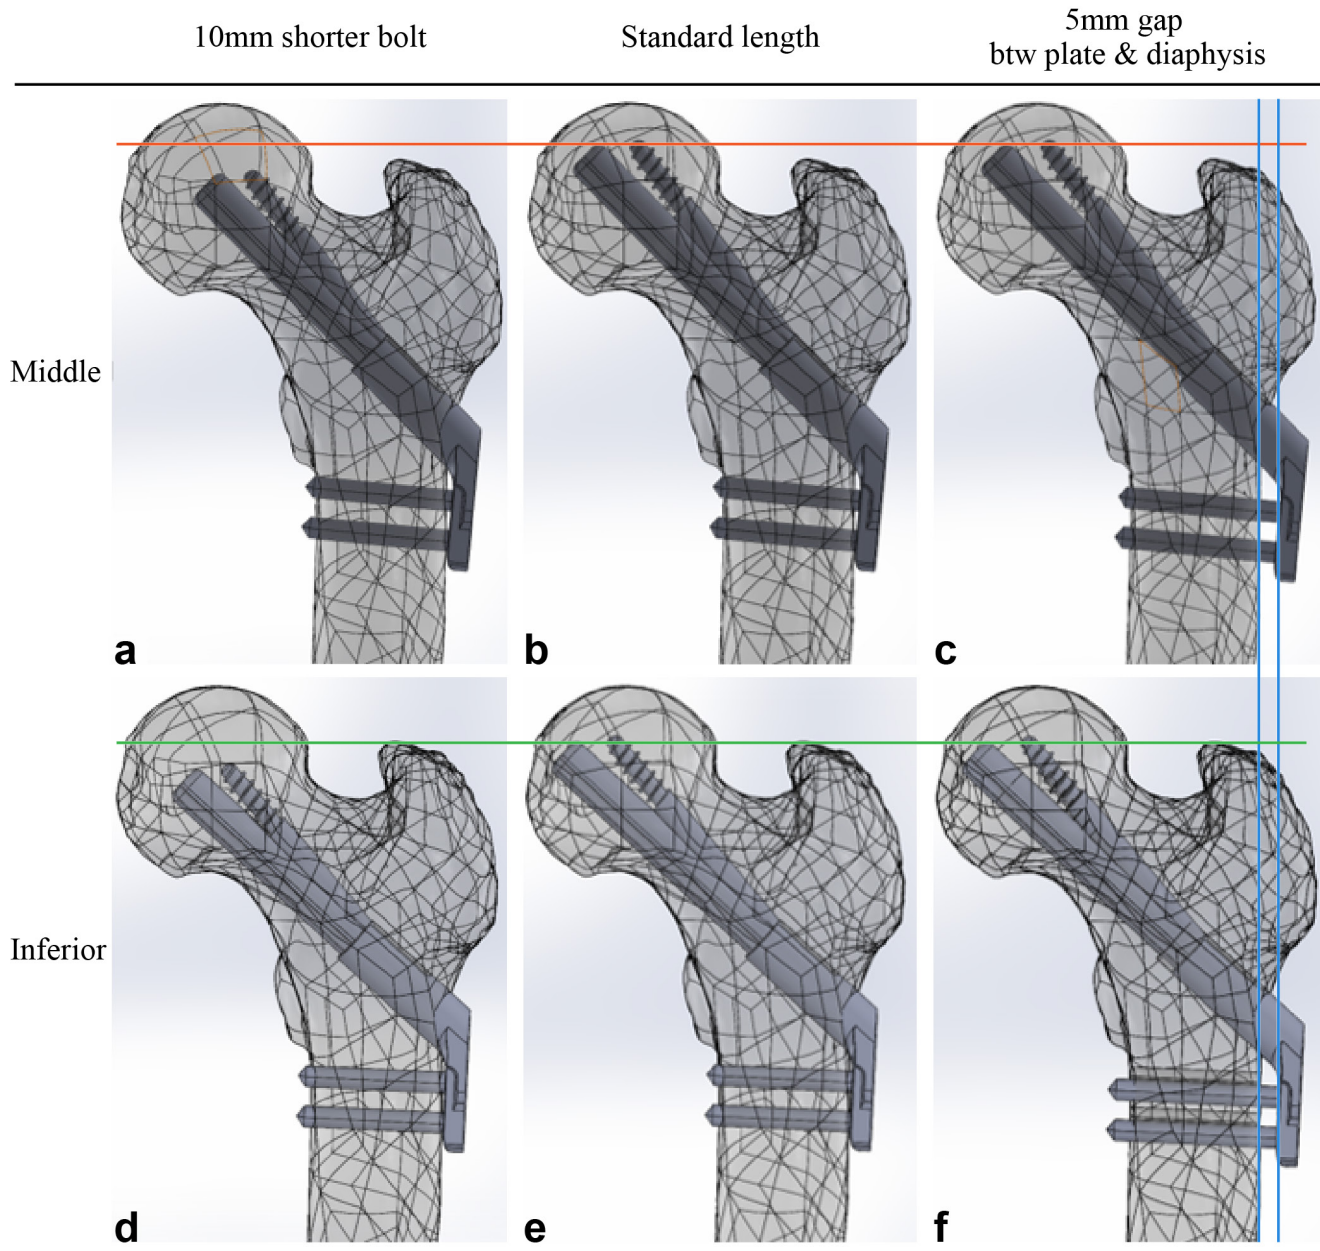 10mm shorter bolt
Standard length
5mm gap
btw plate & diaphysis
Middle
a
b
c
Inferior
d
e
f